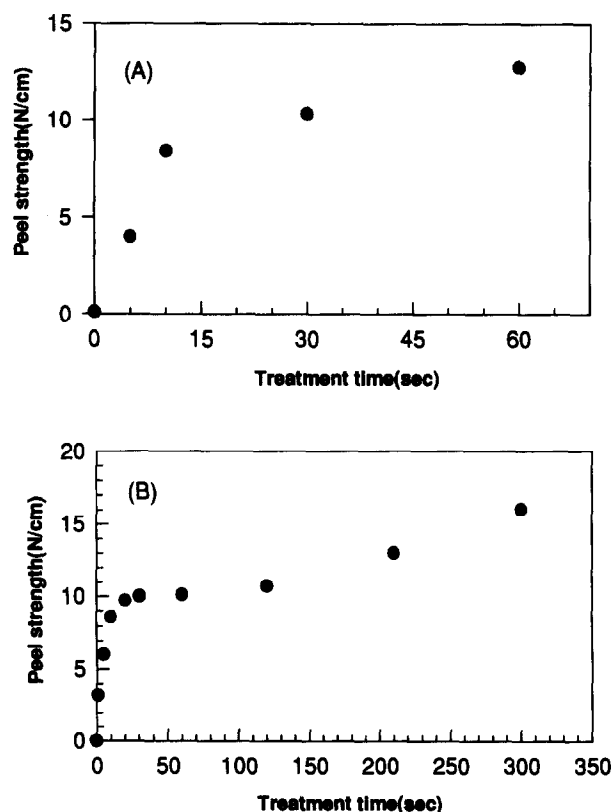 15
(A)
10
5
0
Peel strength(N/cm)
0 15 30 45 60
Treatment time(sec)
20
(B)
15
10
5
0
Peel strength(N/cm)
0 50 100 150 200 250 300 350
Treatment time(sec)